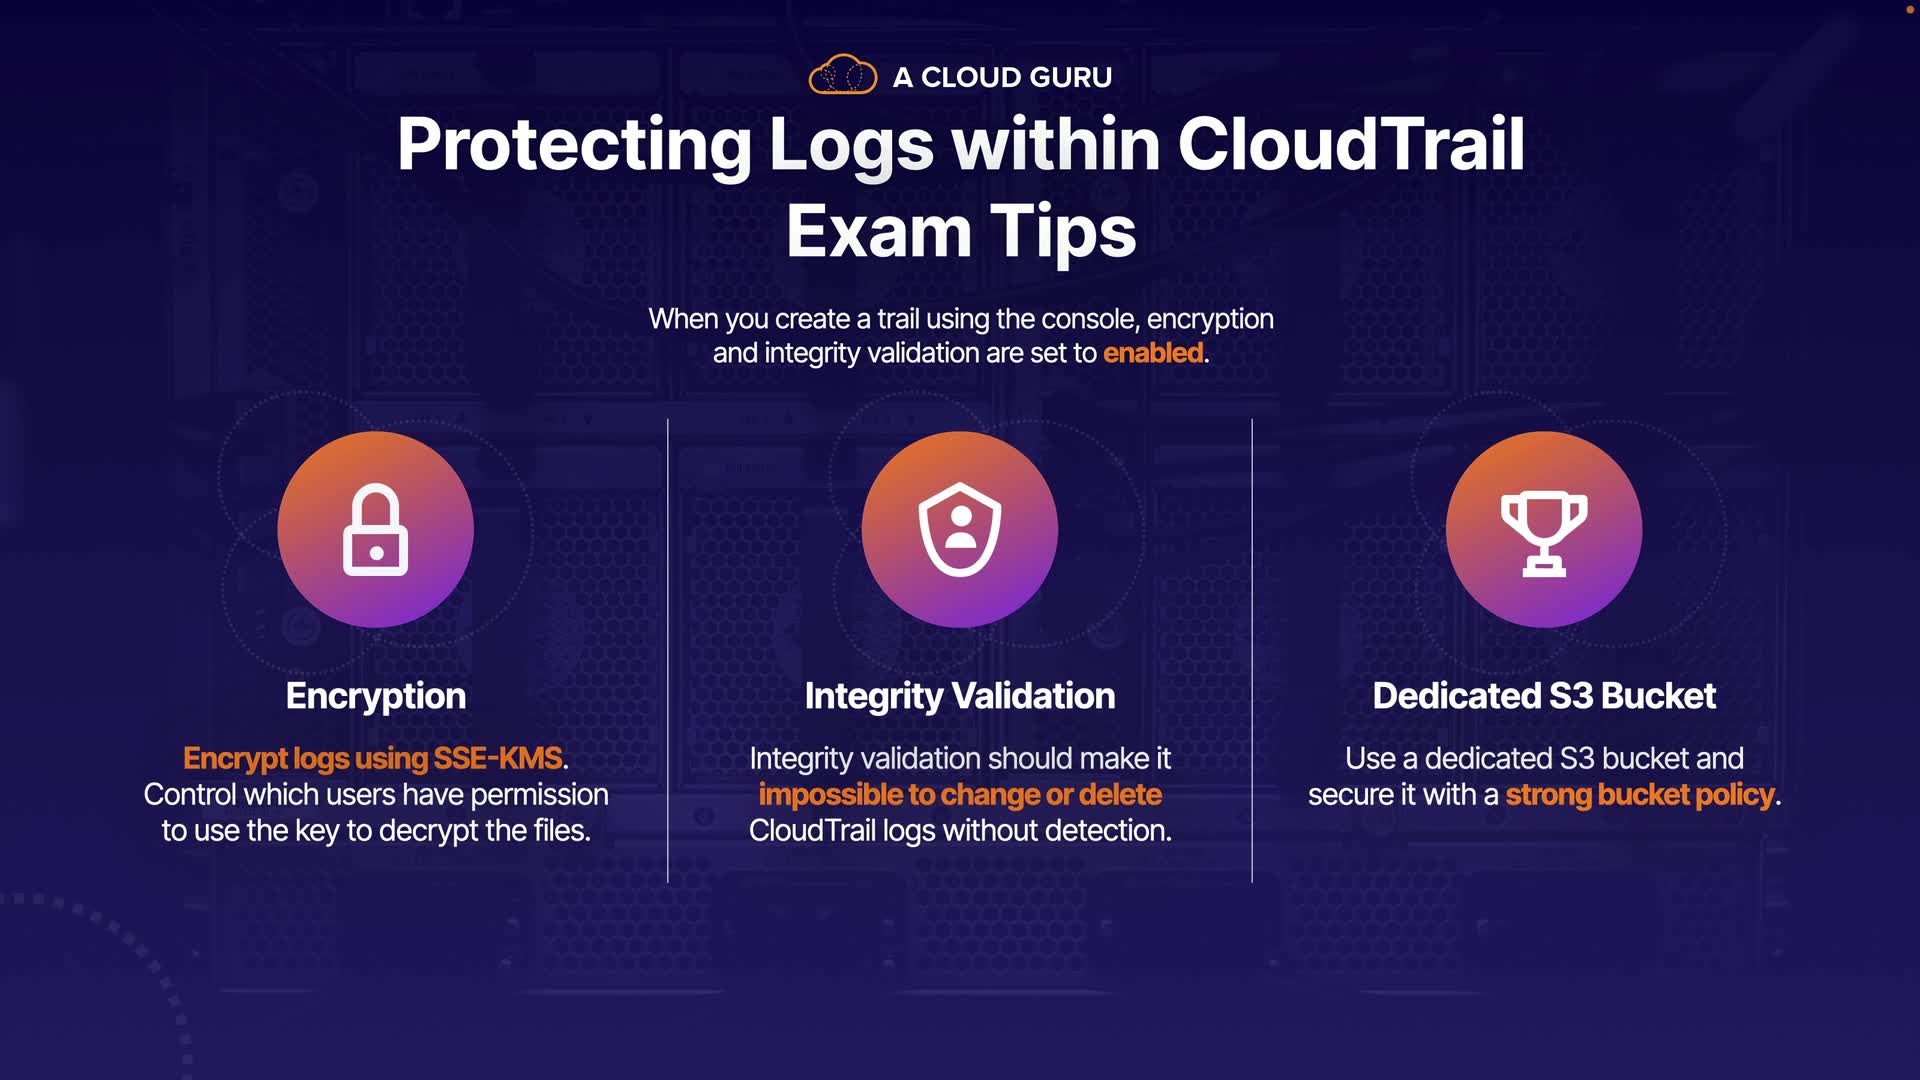 A CLOUD GURU
Protecting Logs within CloudTrail
Exam Tips
When you create a trail using the console, encryption
and integrity validation are set to enabled.
Encryption
Encrypt logs using SSE-KMS.
Control which users have permission
to use the key to decrypt the files.
Integrity Validation
Integrity validation should make it
impossible to change or delete
CloudTrail logs without detection.
Dedicated S3 Bucket
Use a dedicated S3 bucket and
secure it with a strong bucket policy.